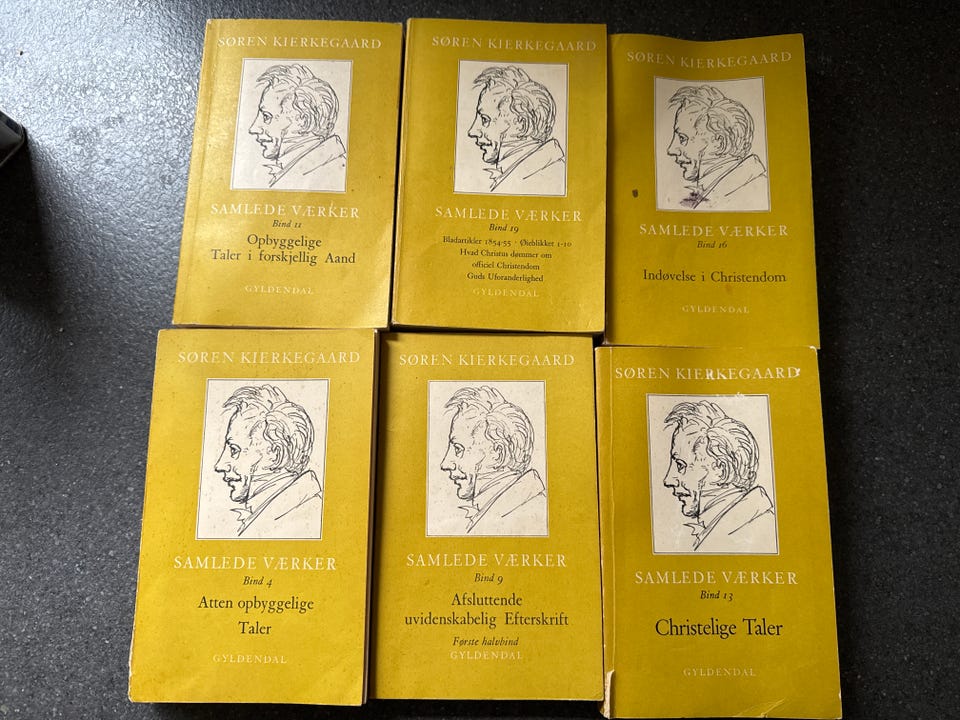 SØREN KIERKEGAARD
SAMLEDE VÆRKER
Bind 11
Opbyggelige
Taler i forskjellig Aand
GYLDENDAL
SØREN KIERKEGAARD
SAMLEDE VÆRKER
Bind 19
Bladartikler 1854-55 · Øieblikket 1-10
Hvad Christus dømmer om
officiel Christendom
Guds Uforanderlighed
GYLDENDAL
SØREN KIERKEGAARD
SAMLEDE VÆRKER
Bind 16
Indøvelse i Christendom
GYLDENDAL
SØREN KIERKEGAARD
SAMLEDE VÆRKER
Bind 4
Atten opbyggelige
Taler
GYLDENDAL
SØREN KIERKEGAARD
SAMLEDE VÆRKER
Bind 9
Afsluttende
uvidenskabelig Efterskrift
Første halvbind
GYLDENDAL
SØREN KIERKEGAARD
SAMLEDE VÆRKER
Bind 13
Christelige Taler
GYLDENDAL